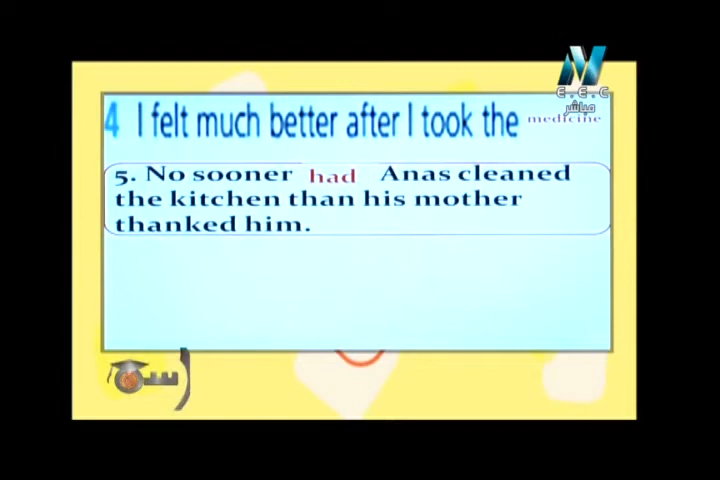 E.E.C
مباشر
4 I felt much better after I took the medicine
5. No sooner had Anas cleaned
the kitchen than his mother
thanked him.